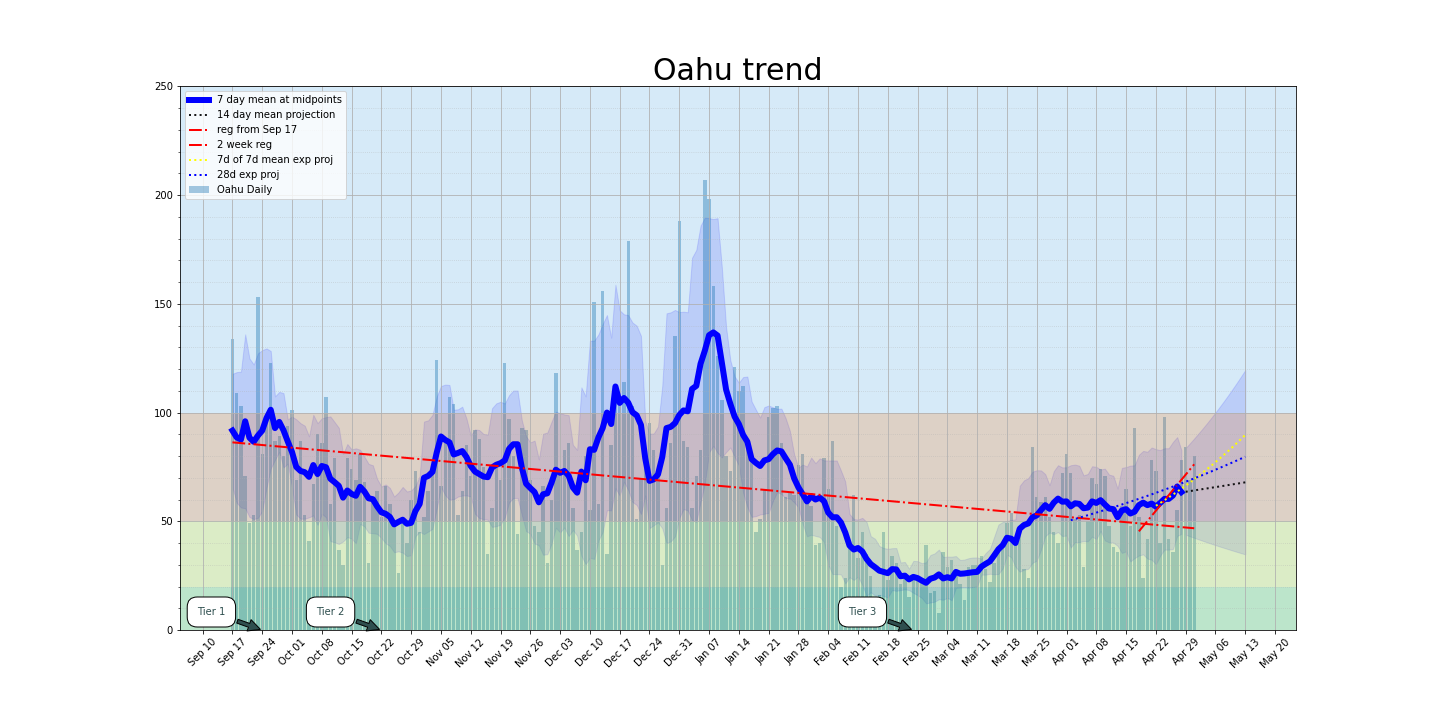 Oahu trend
250
200
150
100
50
0
7 day mean at midpoints
14 day mean projection
reg from Sep 17
2 week reg
7d of 7d mean exp proj
28d exp proj
Oahu Daily
Tier 1
Tier 2
Tier 3
Sep 10
Sep 17
Sep 24
Oct 01
Oct 08
Oct 15
Oct 22
Oct 29
Nov 05
Nov 12
Nov 19
Nov 26
Dec 03
Dec 10
Dec 17
Dec 24
Dec 31
Jan 07
Jan 14
Jan 21
Jan 28
Feb 04
Feb 11
Feb 18
Feb 25
Mar 04
Mar 11
Mar 18
Mar 25
Apr 01
Apr 08
Apr 15
Apr 22
Apr 29
May 06
May 13
May 20